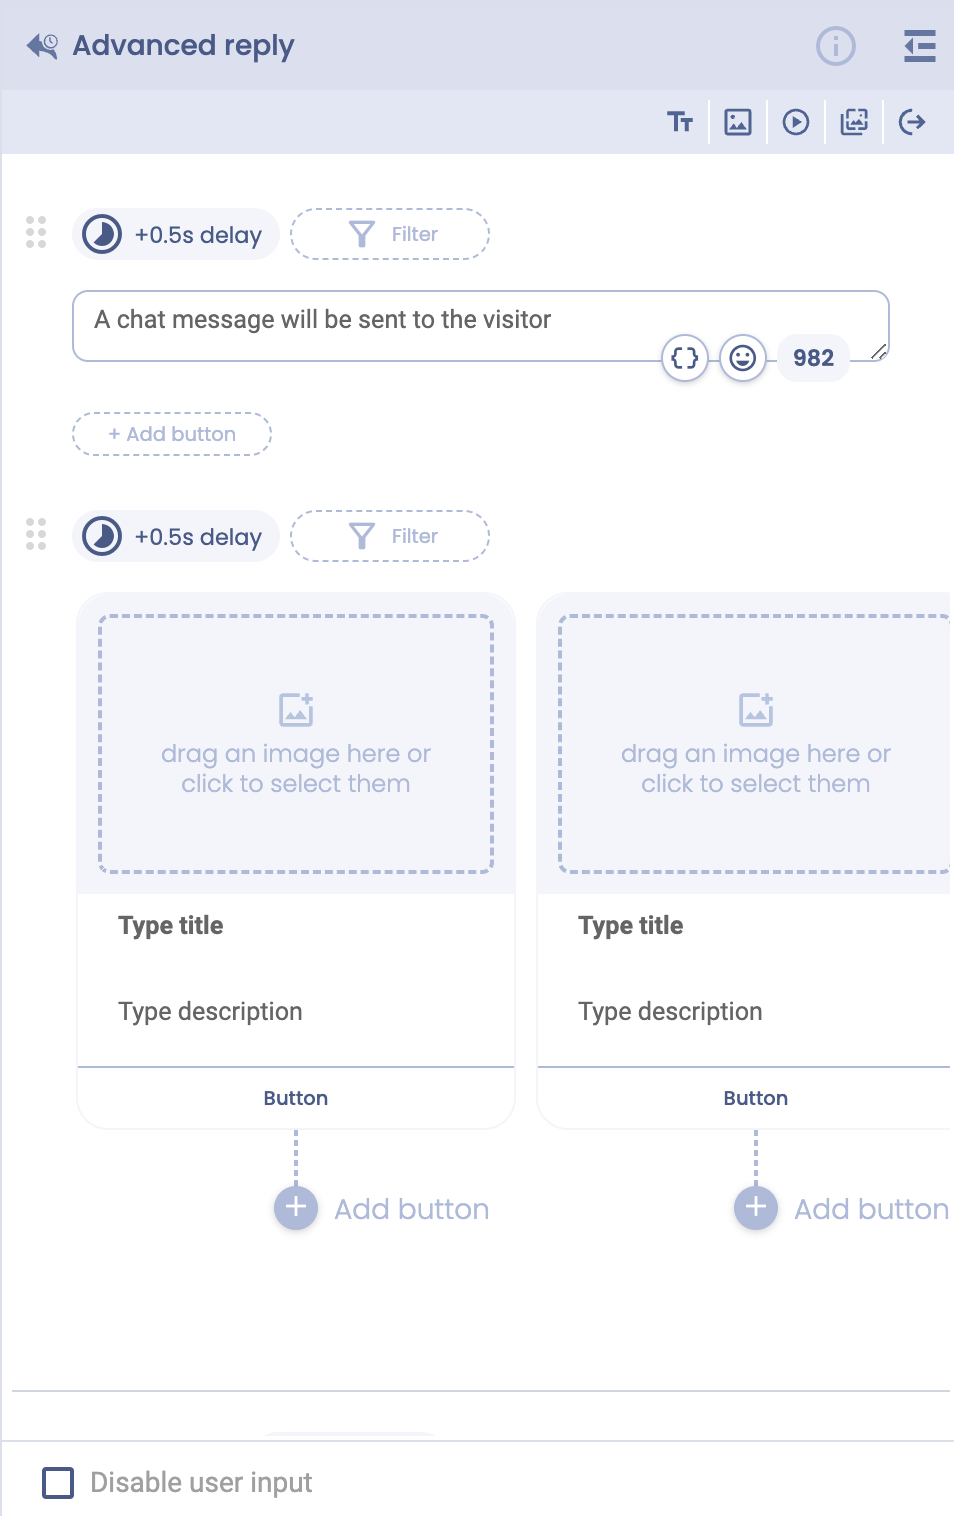 Advanced reply
+0.5s delay
Filter
A chat message will be sent to the visitor
982
+ Add button
+0.5s delay
Filter
drag an image here or
click to select them
drag an image here or
click to select them
Type title
Type title
Type description
Type description
Button
Button
Add button
Add button
Disable user input